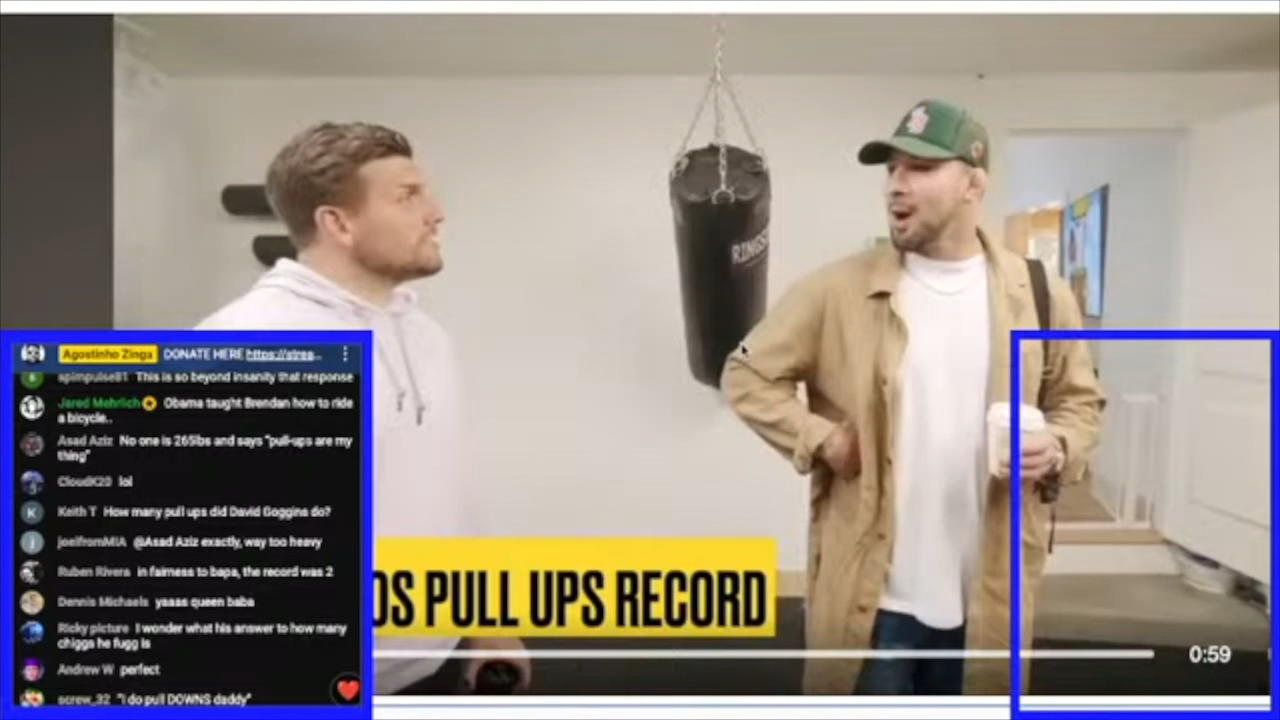 RINGS
Agostinho Zinga DONATE HERE https://strea...
spimpulse81 This is so beyond insanity that response
Jared Mehrlich Obama taught Brendan how to ride
a bicycle..
Asad Aziz No one is 265lbs and says "pull-ups are my
thing"
CloudK20 lol
K Keith T How many pull ups did David Goggins do?
j joelfromMIA @Asad Aziz exactly, way too heavy
Ruben Rivera in fairness to bapa, the record was 2
Dennis Michaels yaaas queen baba
Ricky picture I wonder what his answer to how many
chiggs he fugg is
Andrew W perfect
screw_32 "I do pull DOWNS daddy"
OS PULL UPS RECORD
0:59